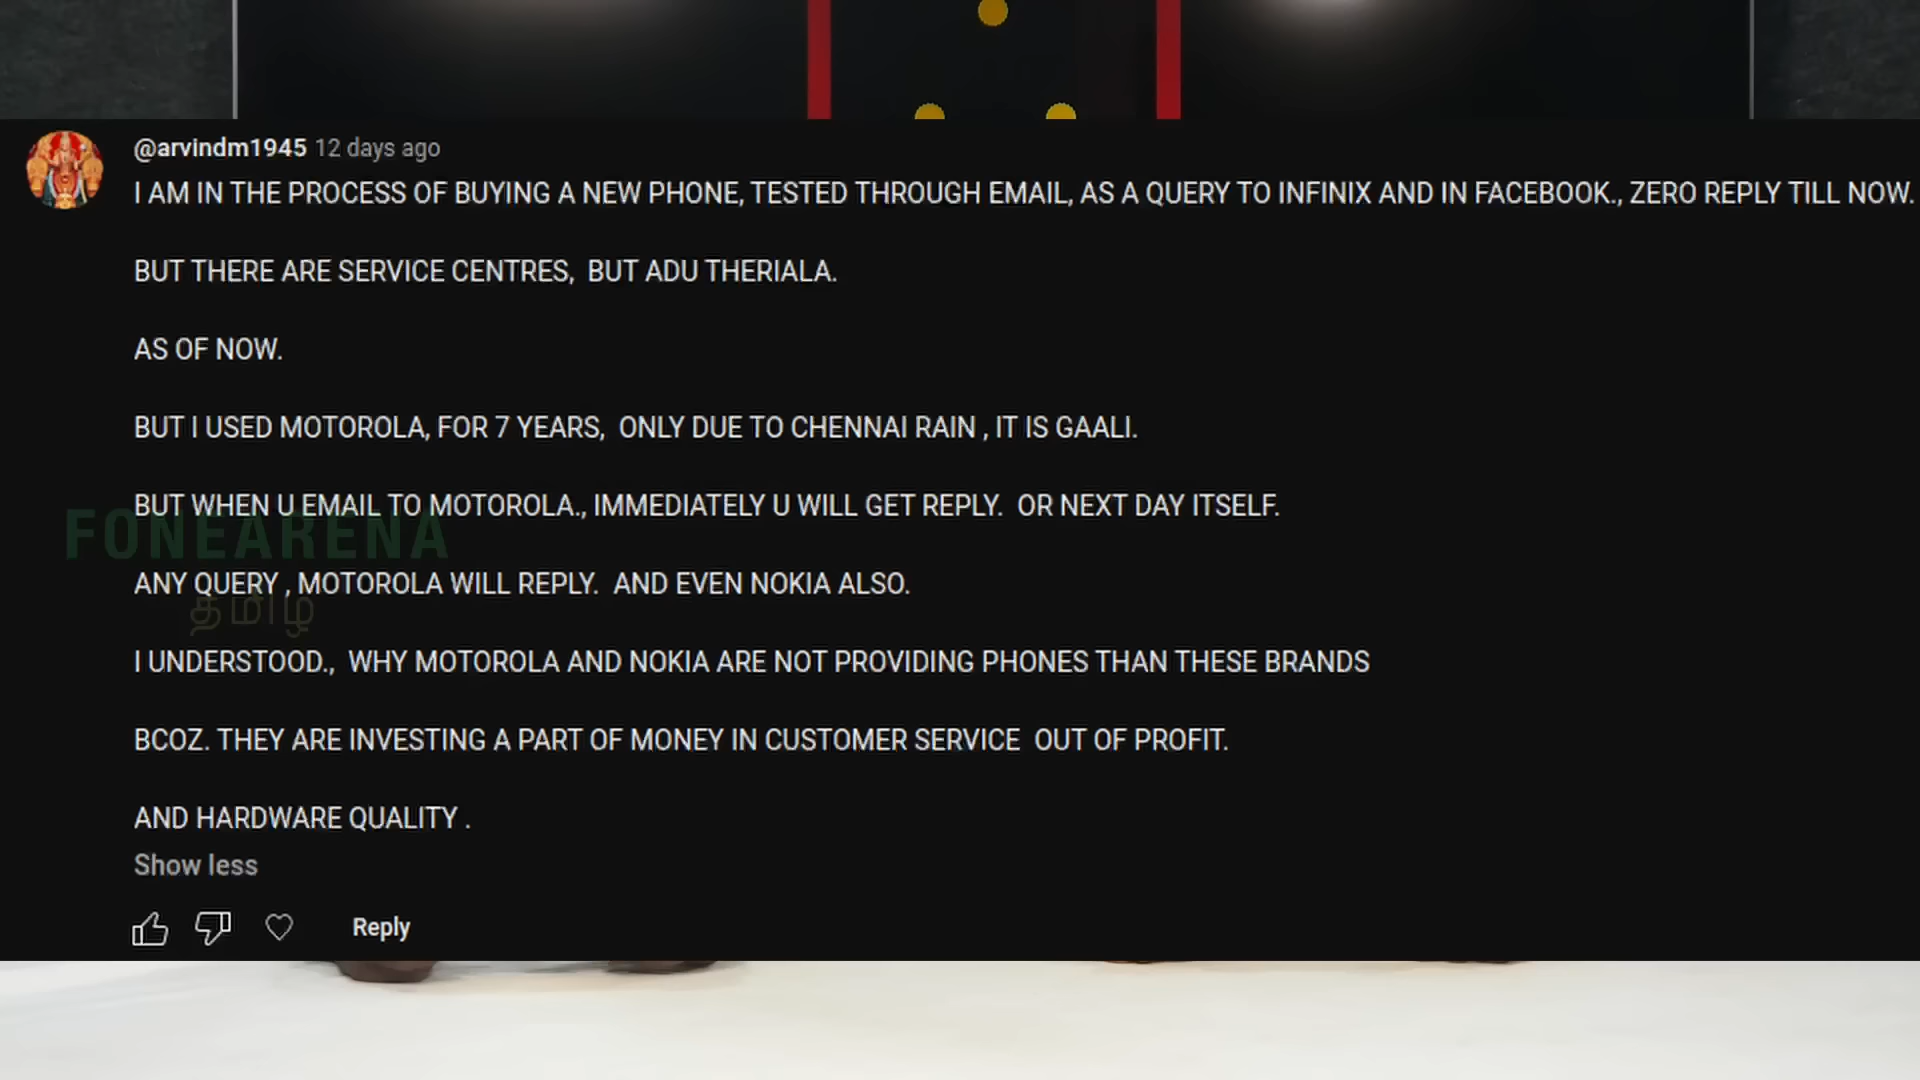 @arvindm1945 12 days ago
I AM IN THE PROCESS OF BUYING A NEW PHONE, TESTED THROUGH EMAIL, AS A QUERY TO INFINIX AND IN FACEBOOK., ZERO REPLY TILL NOW.
BUT THERE ARE SERVICE CENTRES,  BUT ADU THERIALA.
AS OF NOW.
BUT I USED MOTOROLA, FOR 7 YEARS,  ONLY DUE TO CHENNAI RAIN , IT IS GAALI.
BUT WHEN U EMAIL TO MOTOROLA., IMMEDIATELY U WILL GET REPLY.  OR NEXT DAY ITSELF.
FONEARENA
ANY QUERY , MOTOROLA WILL REPLY.  AND EVEN NOKIA ALSO.
தமிழ்
I UNDERSTOOD.,  WHY MOTOROLA AND NOKIA ARE NOT PROVIDING PHONES THAN THESE BRANDS
BCOZ. THEY ARE INVESTING A PART OF MONEY IN CUSTOMER SERVICE  OUT OF PROFIT.
AND HARDWARE QUALITY .
Show less
Reply